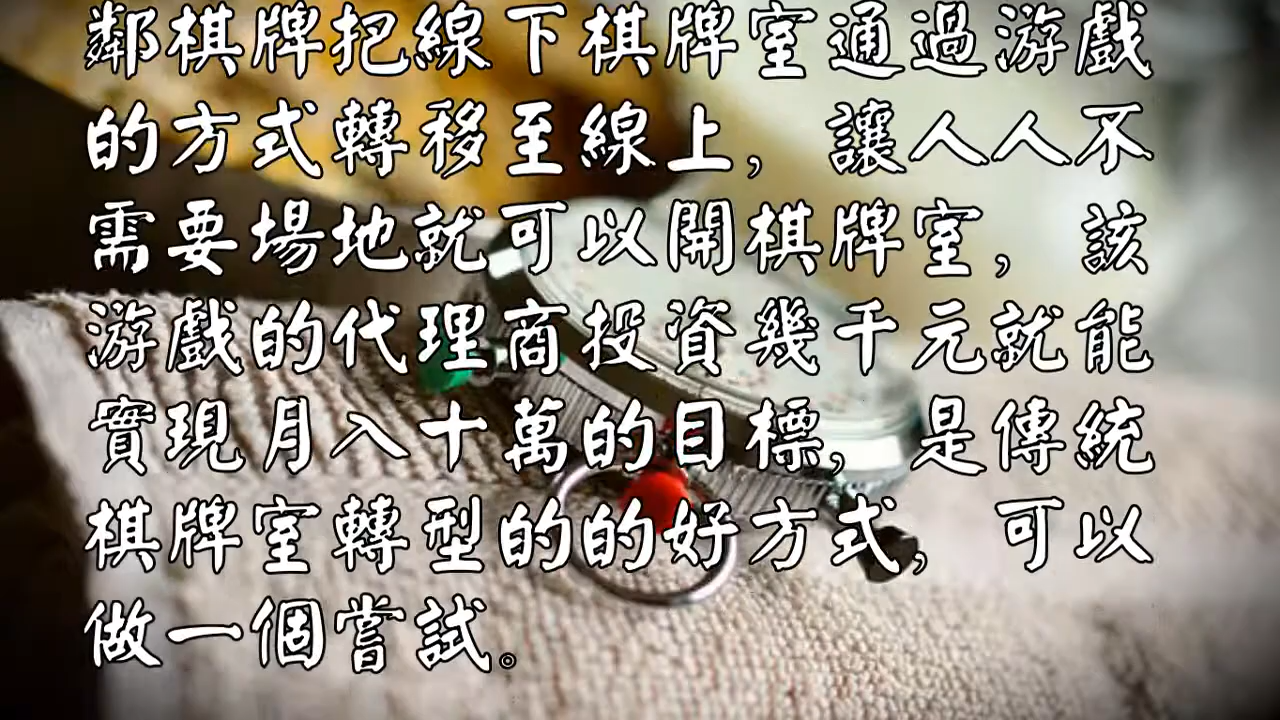 鄰棋牌把線下棋牌室通過游戲
的方式轉移至線上，讓人人不
需要場地就可以開棋牌室，該
游戲的代理商投資幾千元就能
實現月入十萬的目標，是傳統
棋牌室轉型的的好方式，可以
做一個嘗試。